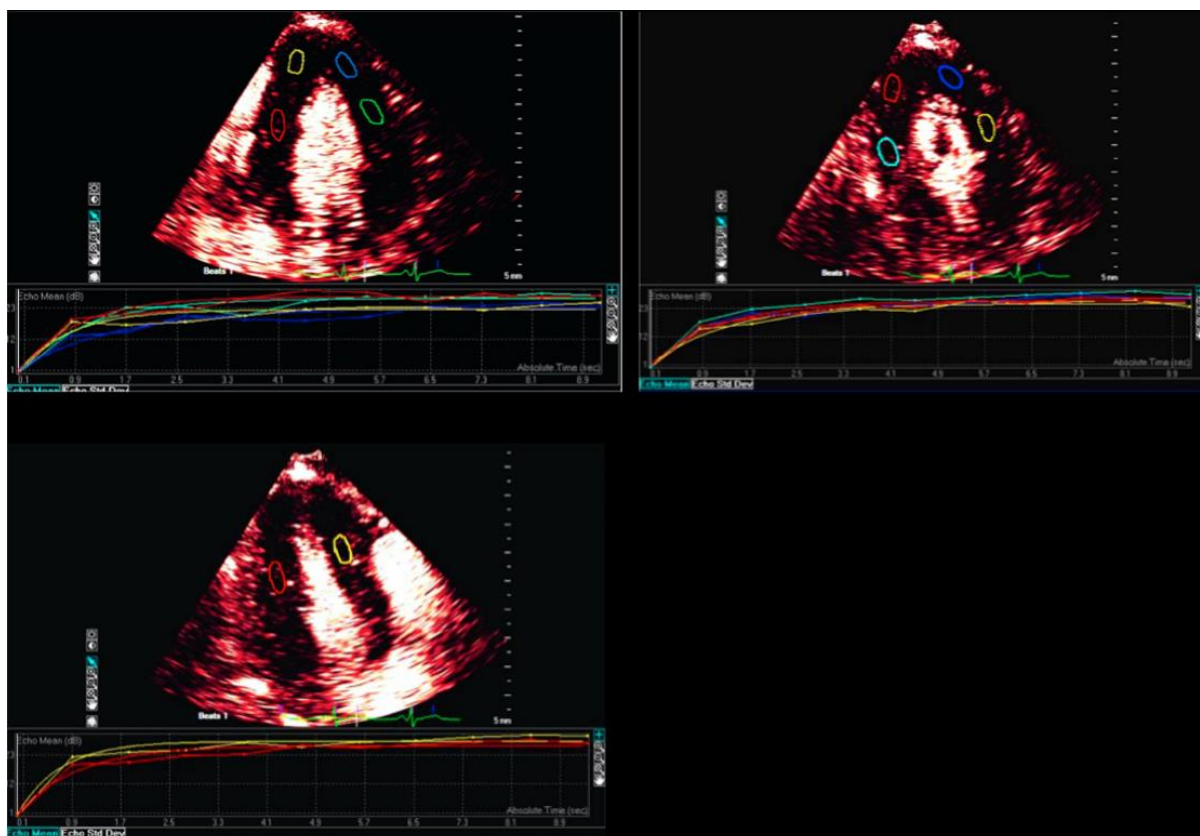 Beats 1
5 mm
Echo Mean (dB)
23
12
1
Absolute Time (sec)
0.1 0.9 1.7 2.5 3.3 4.1 4.9 5.7 6.5 7.3 8.1 8.9
Echo Mean Echo Std Dev
Beats 1
5 mm
Echo Mean (dB)
23
12
1
Absolute Time (sec)
0.1 0.9 1.7 2.5 3.3 4.1 4.9 5.7 6.5 7.3 8.1 8.9
Echo Mean Echo Std Dev
Beats 1
5 mm
Echo Mean (dB)
23
12
1
Absolute Time (sec)
0.1 0.9 1.7 2.5 3.3 4.1 4.9 5.7 6.5 7.3 8.1 8.9
Echo Mean Echo Std Dev